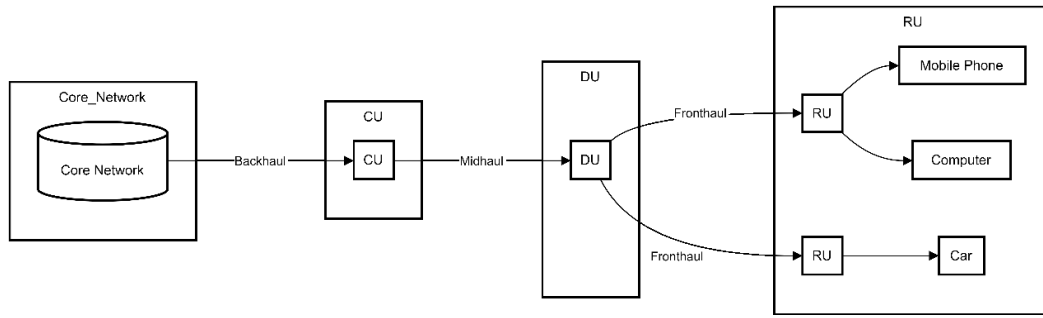 Core_Network
Core Network
Backhaul
CU
CU
Midhaul
DU
DU
Fronthaul
Fronthaul
RU
RU
Mobile Phone
Computer
RU
Car